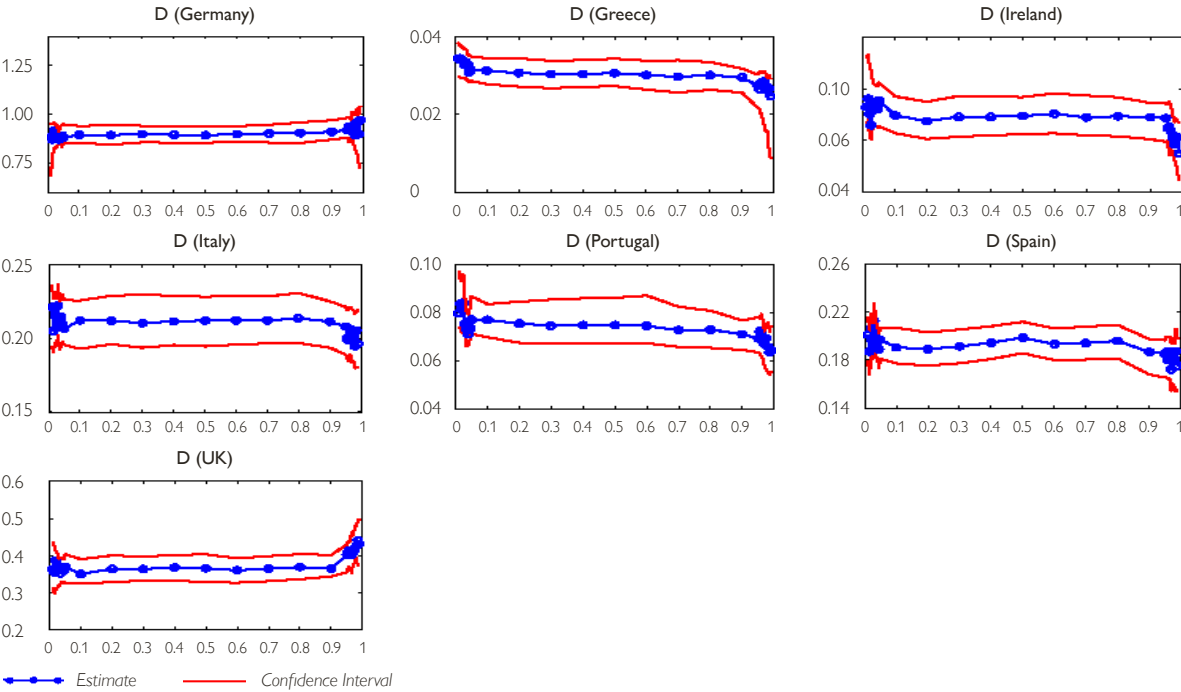 D (Germany)
D (Greece)
D (Ireland)
1.25
1.00
0.75
0 0.1 0.2 0.3 0.4 0.5 0.6 0.7 0.8 0.9 1
0.04
0.02
0
0 0.1 0.2 0.3 0.4 0.5 0.6 0.7 0.8 0.9 1
0.10
0.06
0.04
0 0.1 0.2 0.3 0.4 0.5 0.6 0.7 0.8 0.9 1
D (Italy)
D (Portugal)
D (Spain)
0.25
0.20
0.15
0 0.1 0.2 0.3 0.4 0.5 0.6 0.7 0.8 0.9 1
0.10
0.08
0.06
0.04
0 0.1 0.2 0.3 0.4 0.5 0.6 0.7 0.8 0.9 1
0.26
0.22
0.18
0.14
0 0.1 0.2 0.3 0.4 0.5 0.6 0.7 0.8 0.9 1
D (UK)
0.6
0.5
0.4
0.3
0.2
0 0.1 0.2 0.3 0.4 0.5 0.6 0.7 0.8 0.9 1
Estimate
Confidence Interval